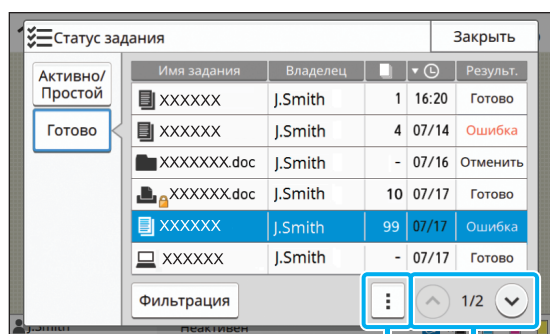 Статус задания
Закрыть
Активно/
Простой
Готово
Имя задания Владелец Результ.
XXXXXX J.Smith 1 16:20 Готово
XXXXXX J.Smith 4 07/14 Ошибка
XXXXXXX.doc J.Smith - 07/16 Отменить
XXXXXXX.doc J.Smith 10 07/17 Готово
XXXXXX J.Smith 99 07/17 Ошибка
XXXXXX J.Smith - 07/17 Готово
Фильтрация 1/2
J.Smith Неактивен